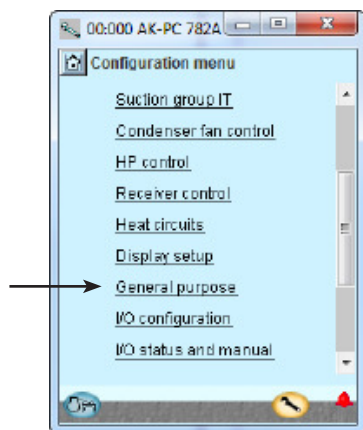 00:000 AK-PC 782A
Configuration menu
Suction group IT
Condenser fan control
HP control
Receiver control
Heat circuits
Display setup
General purpose
I/O configuration
I/O status and manual